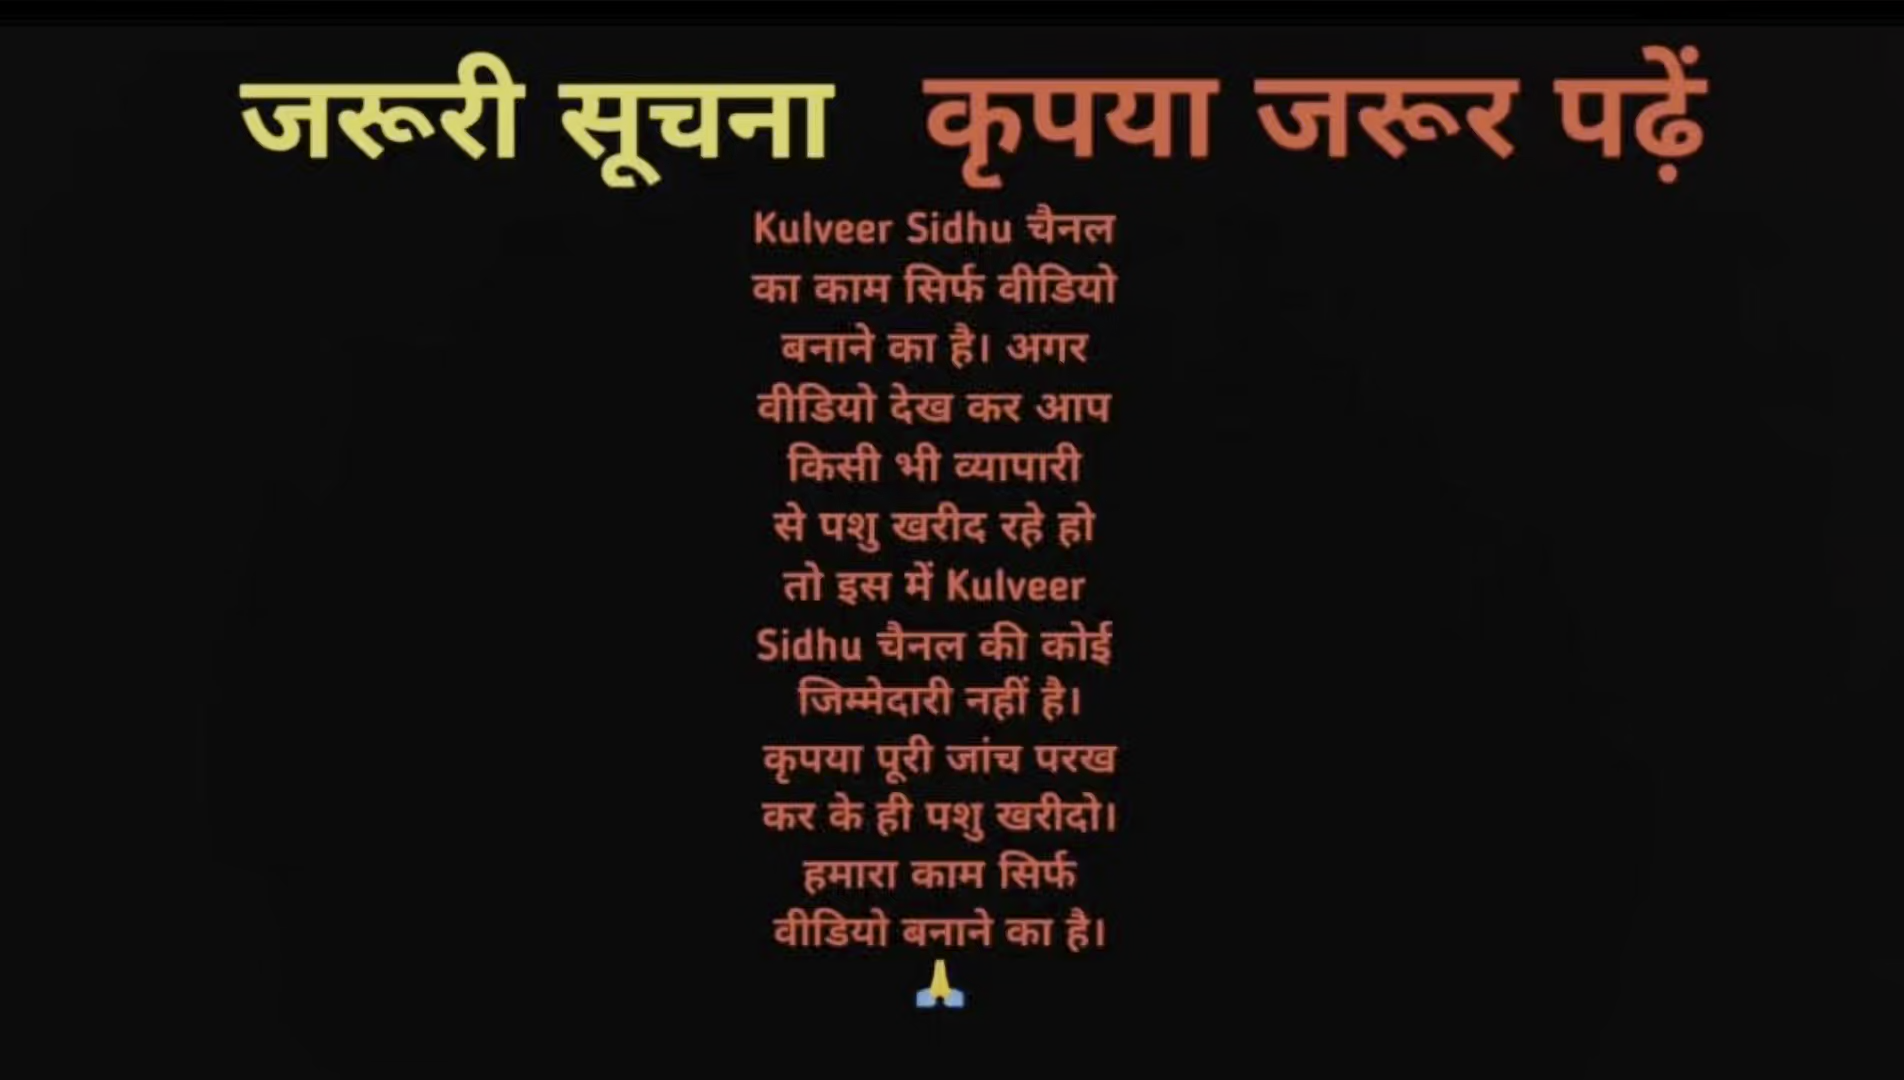 जरूरी सूचना कृपया जरूर पढ़ें
Kulveer Sidhu चैनल
का काम सिर्फ वीडियो
बनाने का है। अगर
वीडियो देख कर आप
किसी भी व्यापारी
से पशु खरीद रहे हो
तो इस में Kulveer
Sidhu चैनल की कोई
जिम्मेदारी नहीं है।
कृपया पूरी जांच परख
कर के ही पशु खरीदो।
हमारा काम सिर्फ
वीडियो बनाने का है।
🙏